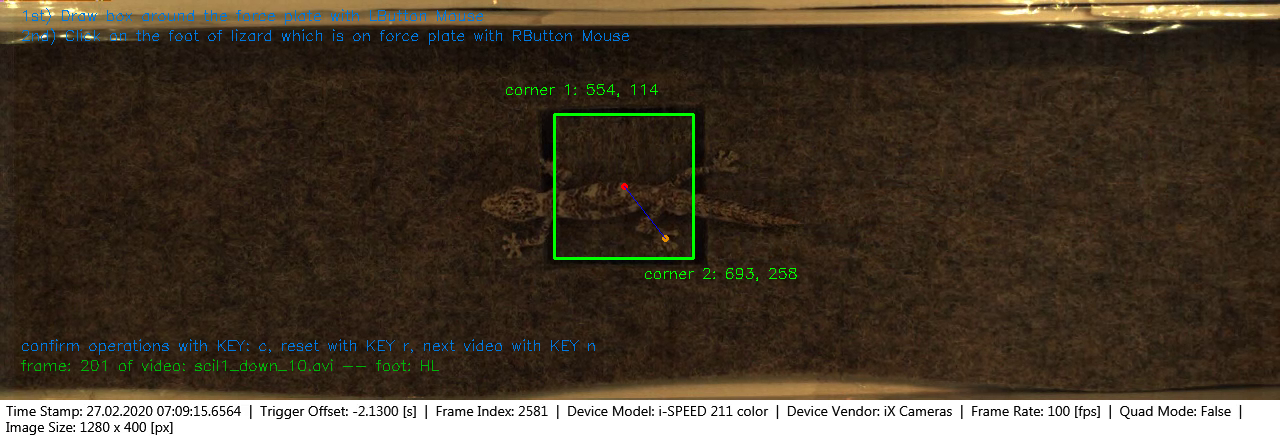 1st) Draw box around the force plate with LButton Mouse
2nd) Click on the foot of lizard which is on force plate with RButton Mouse
corner 1: 554, 114
corner 2: 693, 258
confirm operations with KEY: c, reset with KEY r, next video with KEY n
frame: 201 of video: scil1_down_10.avi -- foot: HL
Time Stamp: 27.02.2020 07:09:15.6564 | Trigger Offset: -2.1300 [s] | Frame Index: 2581 | Device Model: i-SPEED 211 color | Device Vendor: iX Cameras | Frame Rate: 100 [fps] | Quad Mode: False |
Image Size: 1280 x 400 [px]